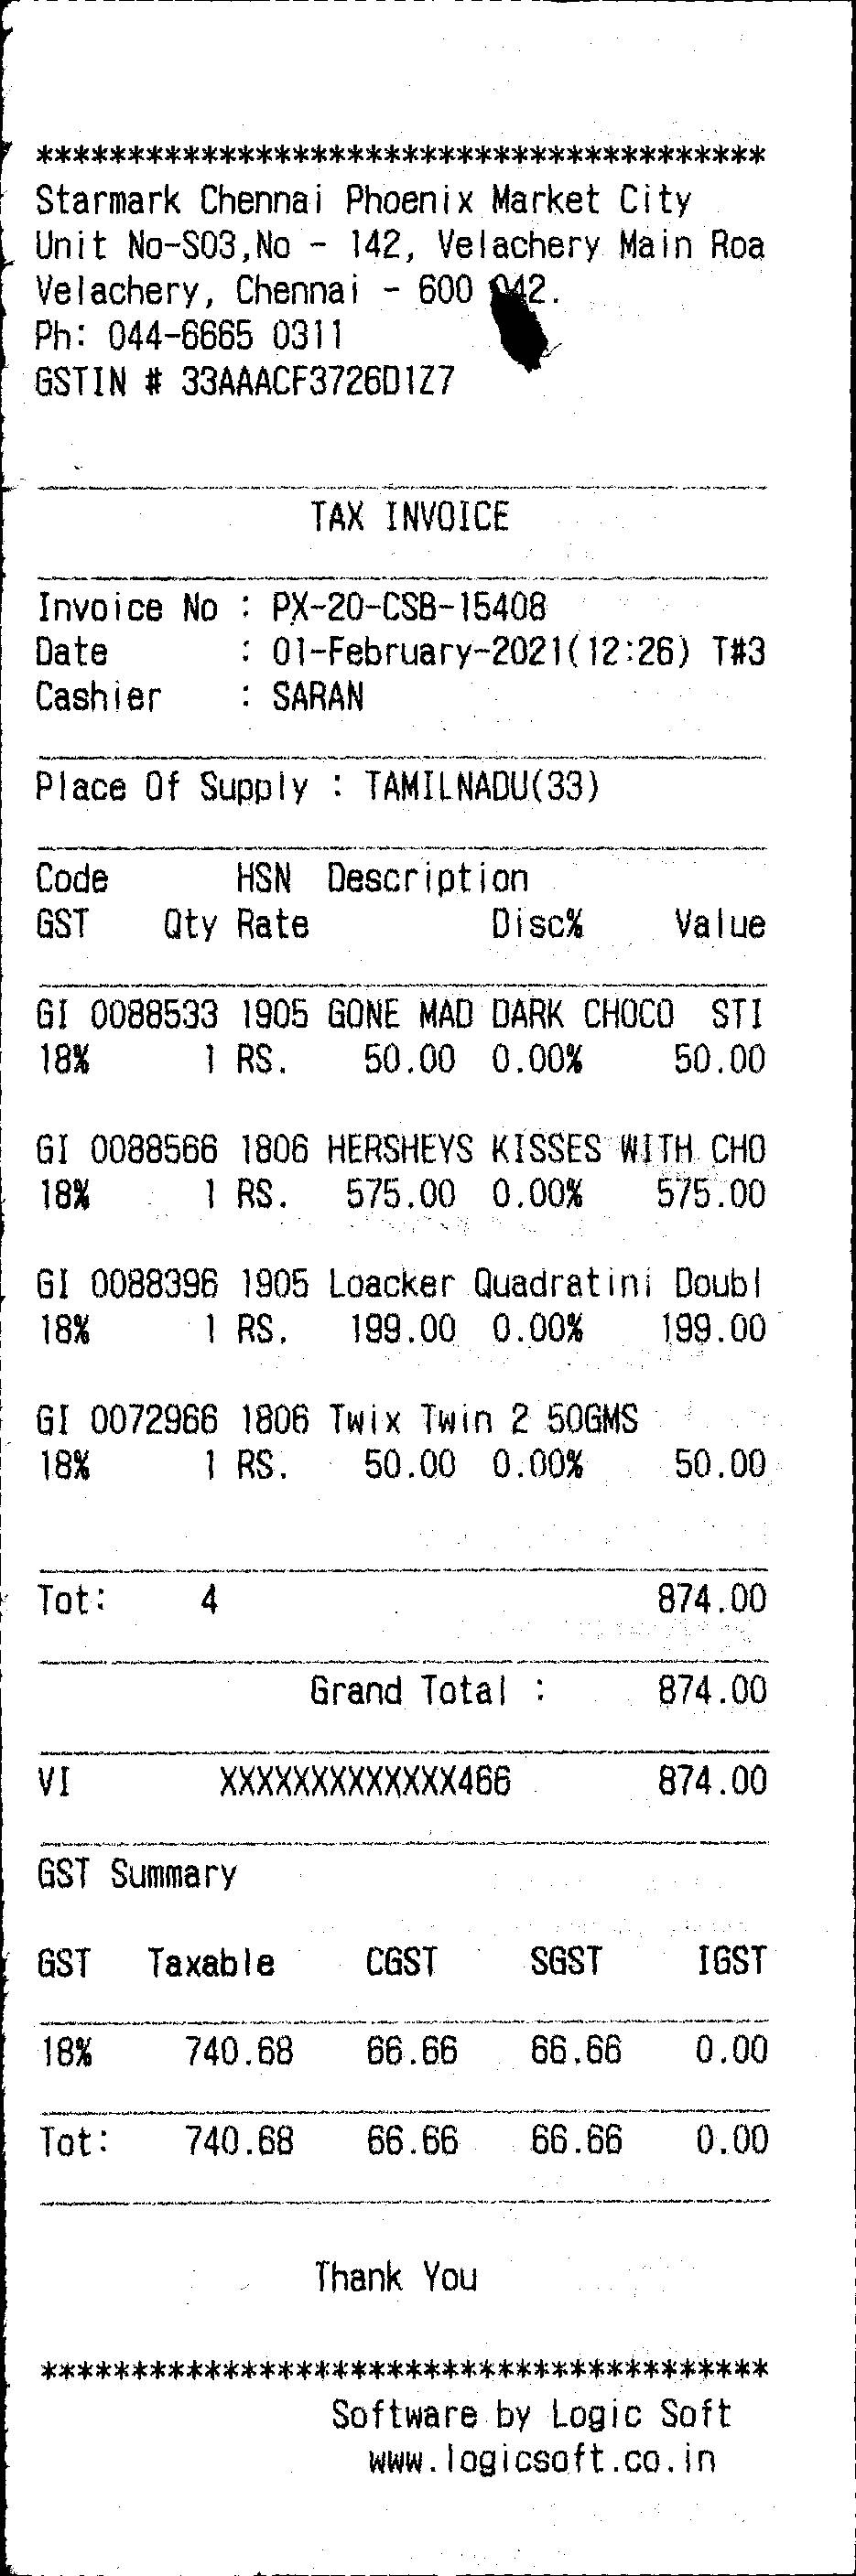 ****************************************
Starmark Chennai Phoenix Market City
Unit No-S03,No - 142, Velachery Main Roa
Velachery, Chennai - 600 042.
Ph: 044-6665 0311
GSTIN # 33AAACF3726D1Z7
TAX INVOICE
Invoice No : PX-20-CSB-15408
Date : 01-February-2021(12:26) T#3
Cashier : SARAN
Place Of Supply : TAMILNADU(33)
Code HSN Description
GST Qty Rate Disc% Value
GI 0088533 1905 GONE MAD DARK CHOCO STI
18% 1 RS. 50.00 0.00% 50.00
GI 0088566 1806 HERSHEYS KISSES WITH CHO
18% 1 RS. 575.00 0.00% 575.00
GI 0088396 1905 Loacker Quadratini Doubl
18% 1 RS. 199.00 0.00% 199.00
GI 0072966 1806 Twix Twin 2 50GMS
18% 1 RS. 50.00 0.00% 50.00
Tot: 4 874.00
Grand Total : 874.00
VI XXXXXXXXXXXXX466 874.00
GST Summary
GST Taxable CGST SGST IGST
18% 740.68 66.66 66.66 0.00
Tot: 740.68 66.66 66.66 0.00
Thank You
****************************************
Software by Logic Soft
www.logicsoft.co.in